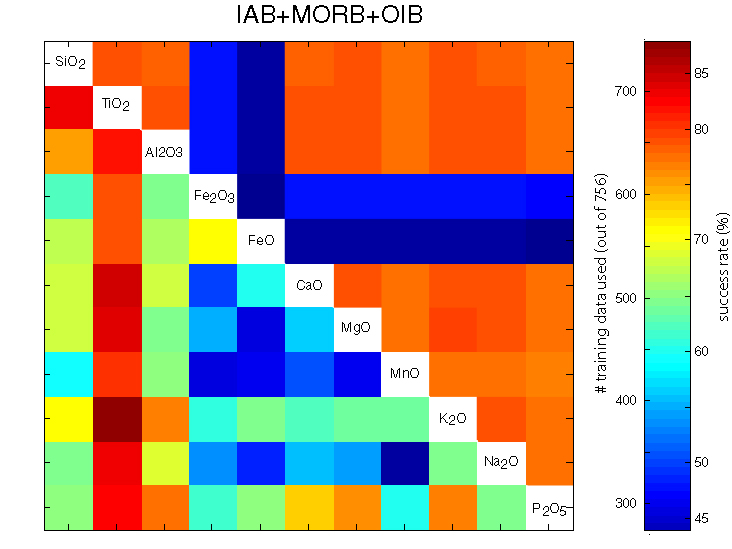 IAB+MORB+OIB
SiO2
TiO2
Al2O3
Fe2O3
FeO
CaO
MgO
MnO
K2O
Na2O
P2O5
700
600
500
400
300
# training data used (out of 756)
85
80
70
60
50
45
success rate (%)